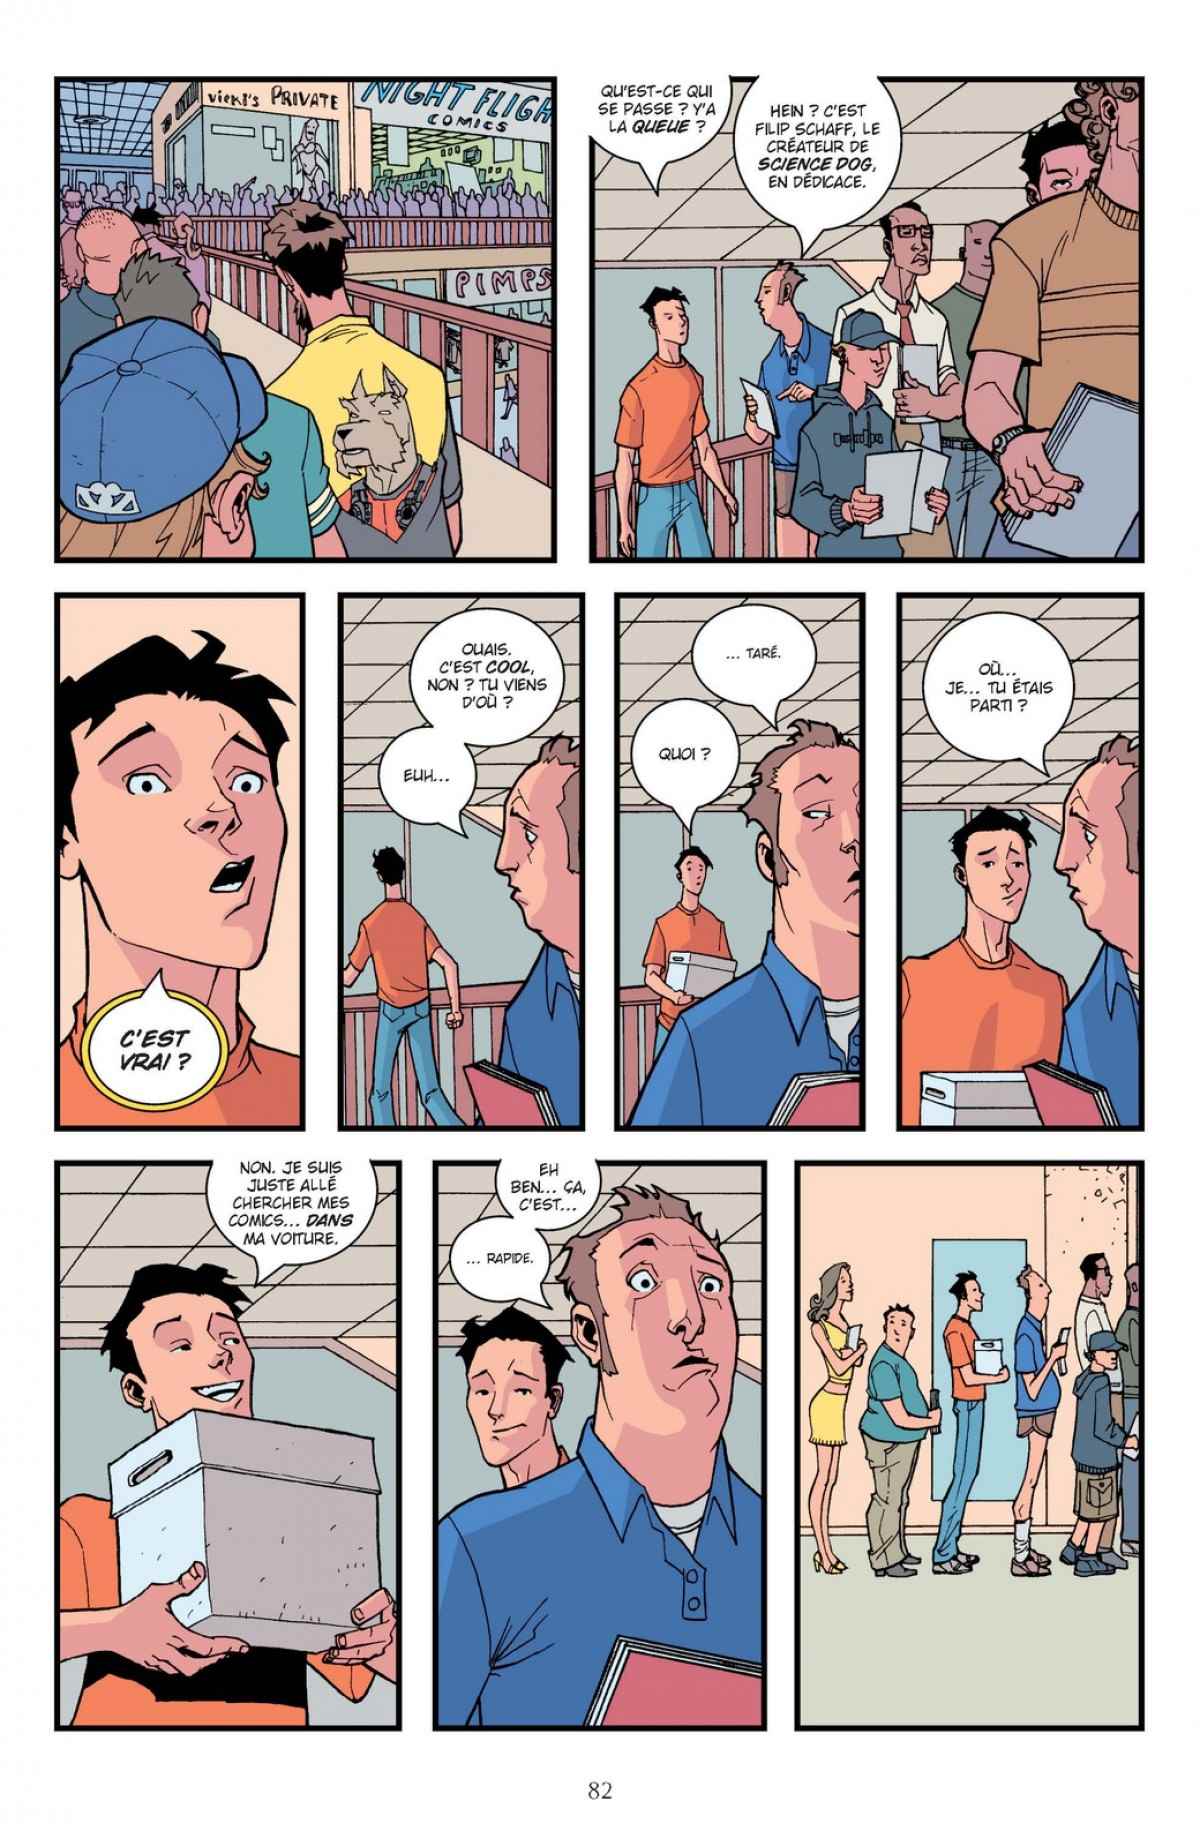 vicki's PRIVATE
NIGHT FLIGH
COMICS
PIMPS
QU'EST-CE QUI
SE PASSE ? Y'A
LA QUEUE ?
HEIN ? C'EST
FILIP SCHAFF, LE
CRÉATEUR DE
SCIENCE DOG,
EN DÉDICACE.
C'EST
VRAI ?
OUAIS.
C'EST COOL,
NON ? TU VIENS
D'OÙ ?
EUH...
... TARÉ.
QUOI ?
OÙ...
JE... TU ÉTAIS
PARTI ?
NON. JE SUIS
JUSTE ALLÉ
CHERCHER MES
COMICS... DANS
MA VOITURE.
EH
BEN... ÇA,
C'EST...
... RAPIDE.
82